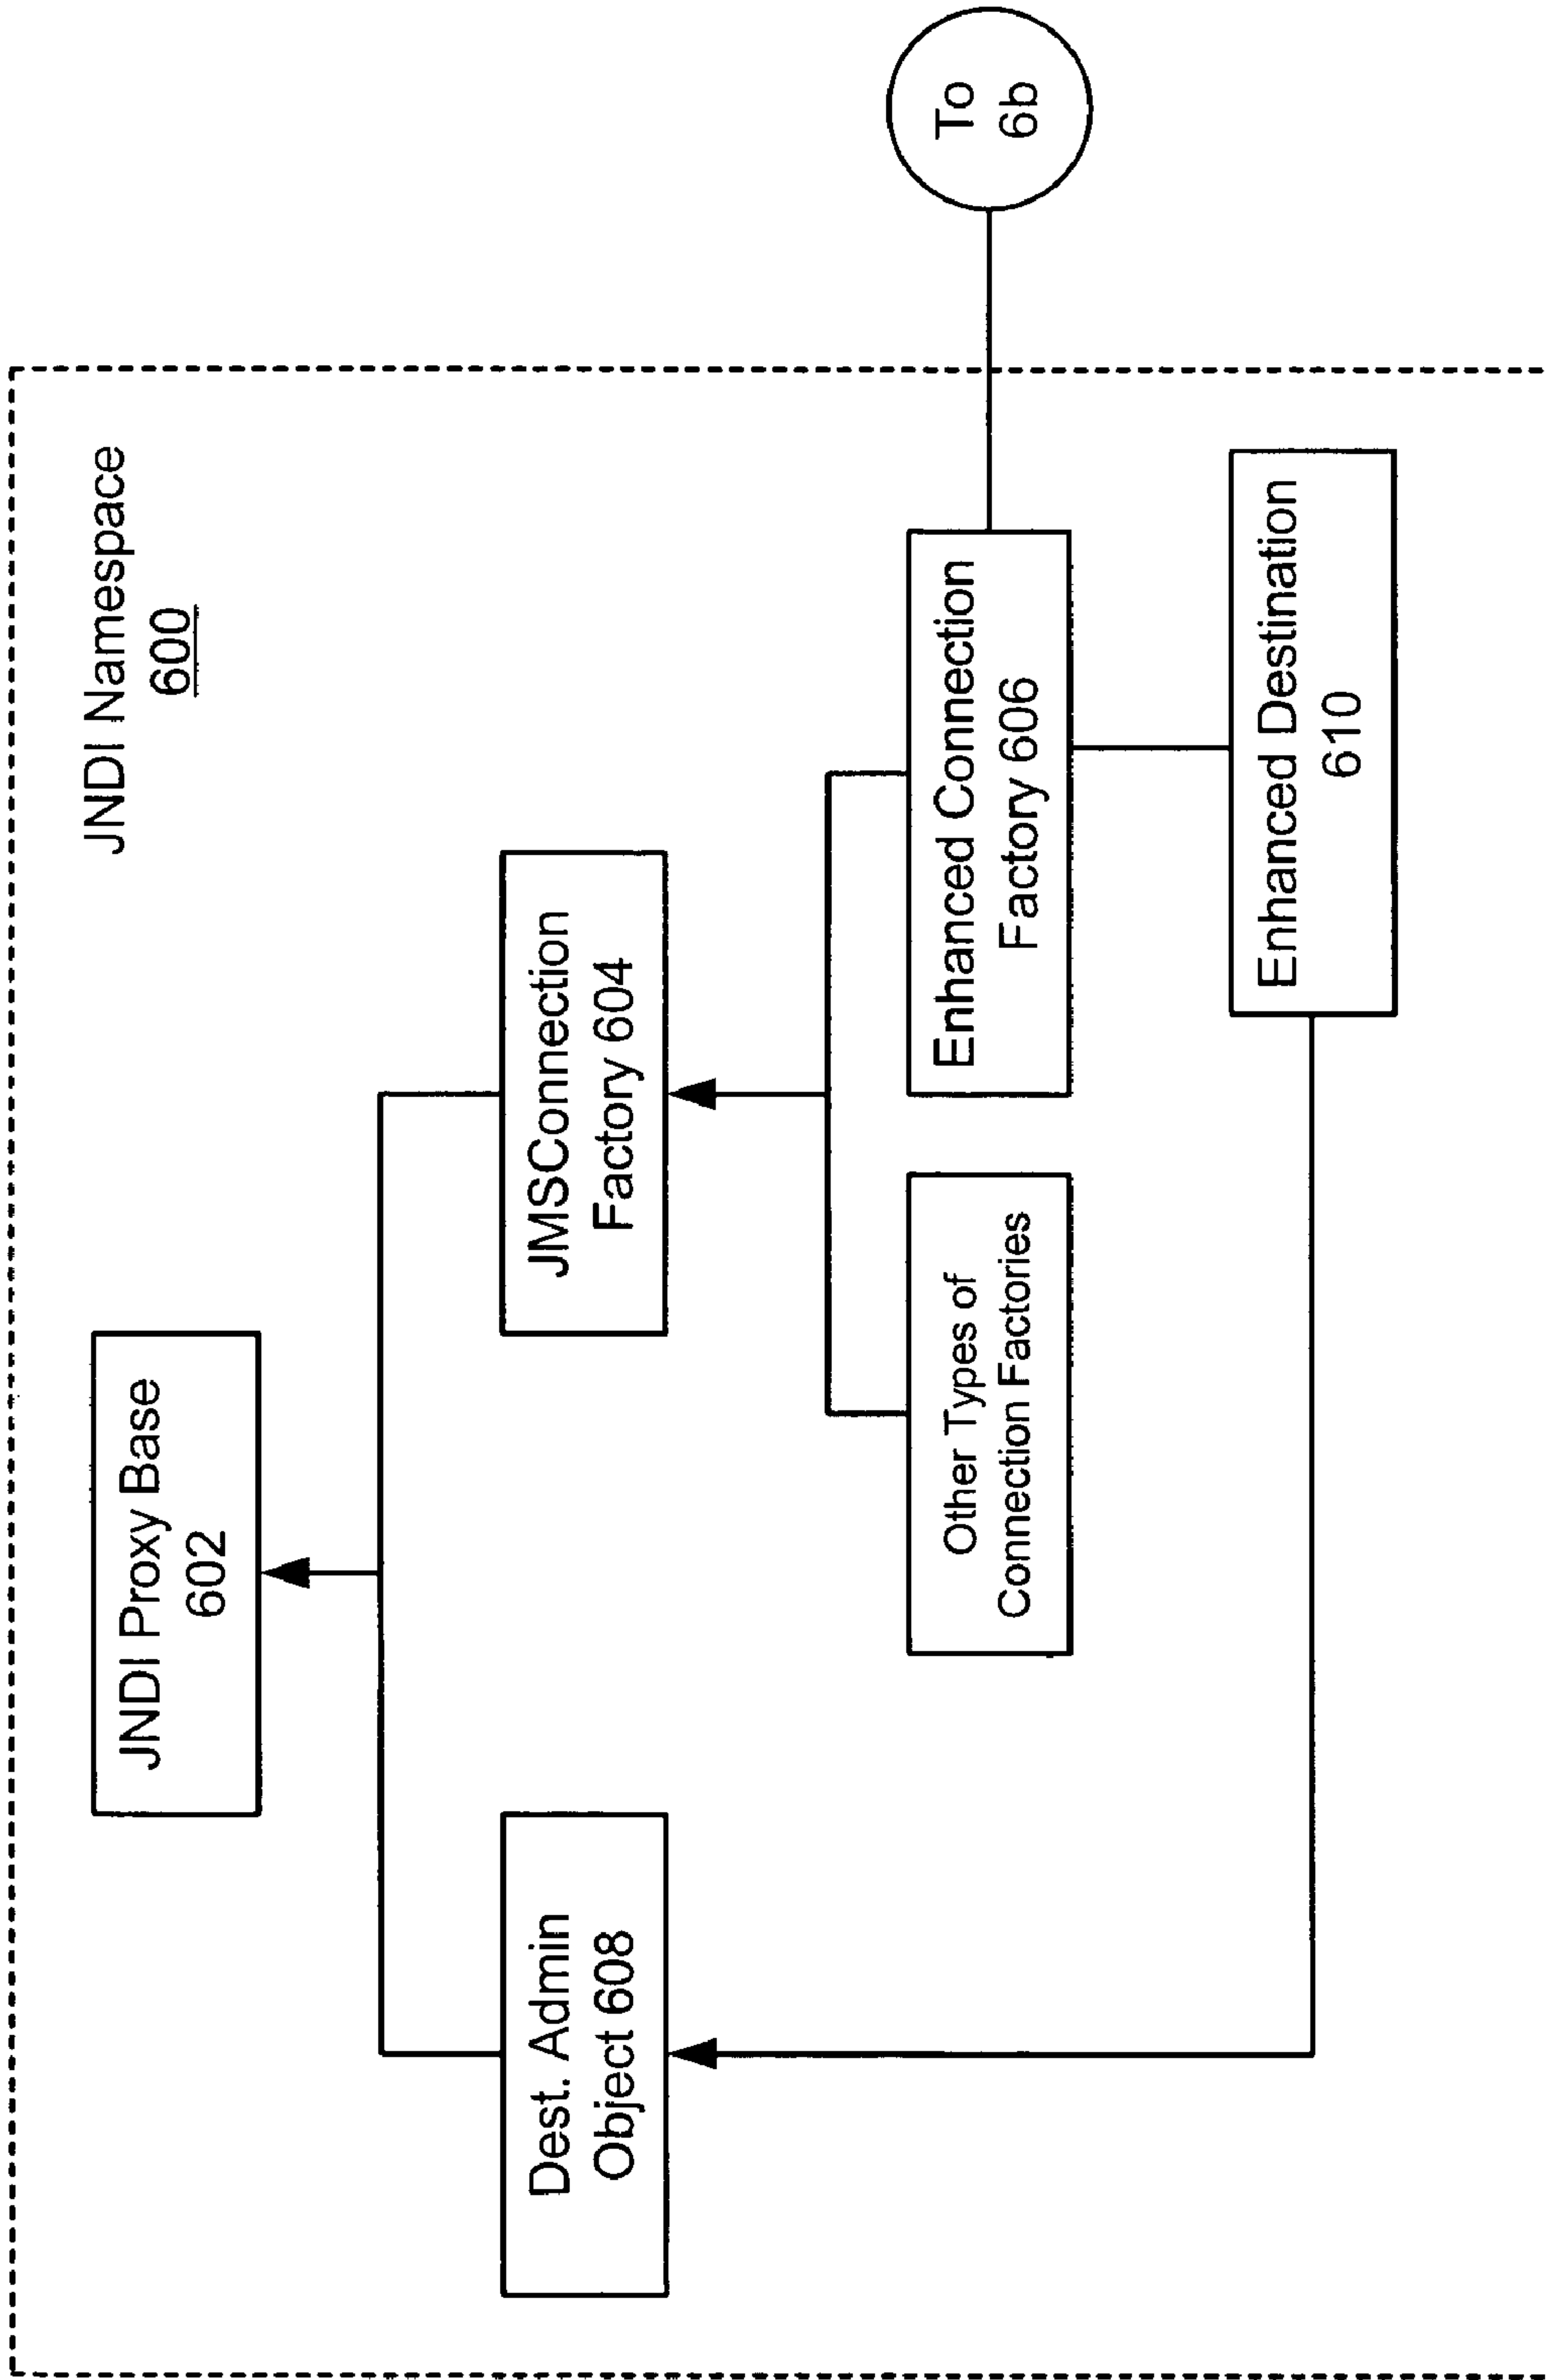 JNDI Namespace
600
JNDI Proxy Base
602
Dest. Admin
Object 608
JMSConnection
Factory 604
Other Types of
Connection Factories
Enhanced Connection
Factory 606
To
6b
Enhanced Destination
610